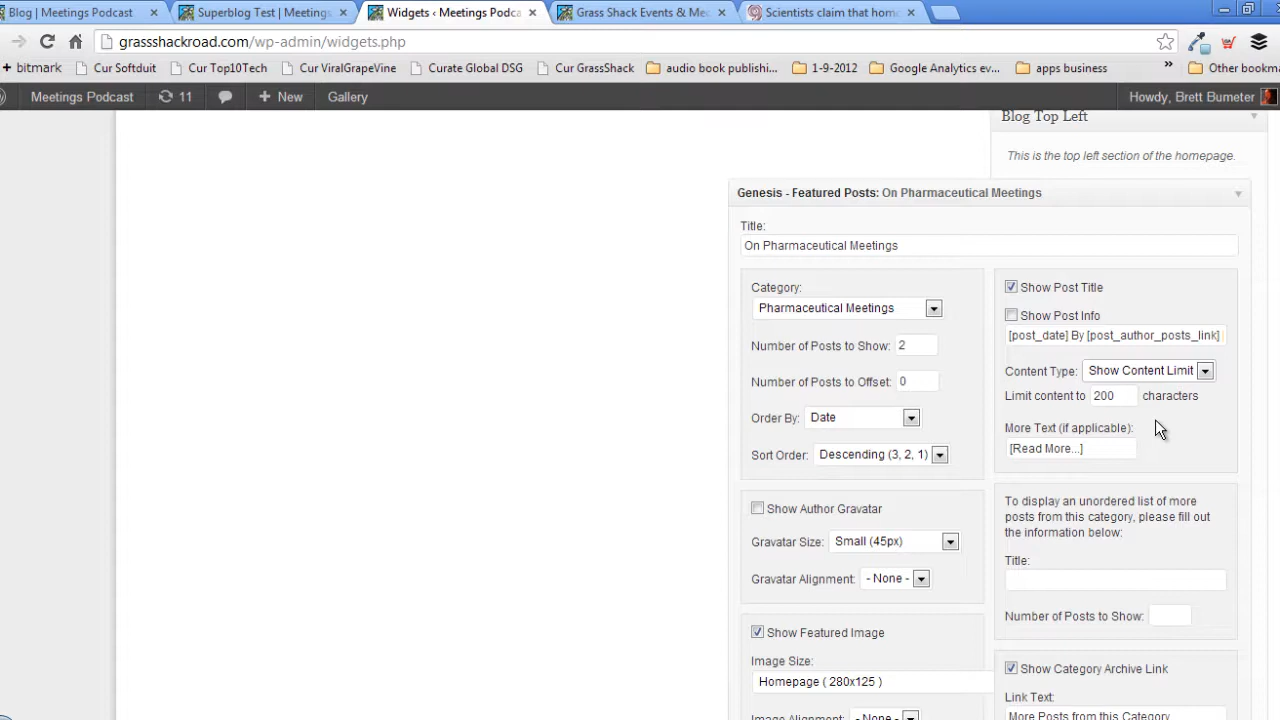 Blog | Meetings Podcast
Superblog Test | Meetings
Widgets ‹ Meetings Podca
Grass Shack Events & Me
Scientists claim that hom
grassshackroad.com/wp-admin/widgets.php
+ bitmark
Cur Softduit
Cur Top10Tech
Cur ViralGrapeVine
Curate Global DSG
Cur GrassShack
audio book publishi...
1-9-2012
Google Analytics ev...
apps business
»
Other bookma
Meetings Podcast
11
+ New
Gallery
Howdy, Brett Bumeter
Blog Top Left
This is the top left section of the homepage.
Genesis - Featured Posts: On Pharmaceutical Meetings
Title:
On Pharmaceutical Meetings
Category:
Pharmaceutical Meetings
Number of Posts to Show: 2
Number of Posts to Offset: 0
Order By: Date
Sort Order: Descending (3, 2, 1)
Show Author Gravatar
Gravatar Size: Small (45px)
Gravatar Alignment: - None -
Show Featured Image
Image Size:
Homepage ( 280x125 )
Image Alignment: - None -
Show Post Title
Show Post Info
[post_date] By [post_author_posts_link]
Content Type: Show Content Limit
Limit content to 200 characters
More Text (if applicable):
[Read More...]
To display an unordered list of more
posts from this category, please fill out
the information below:
Title:
Number of Posts to Show:
Show Category Archive Link
Link Text:
More Posts from this Category